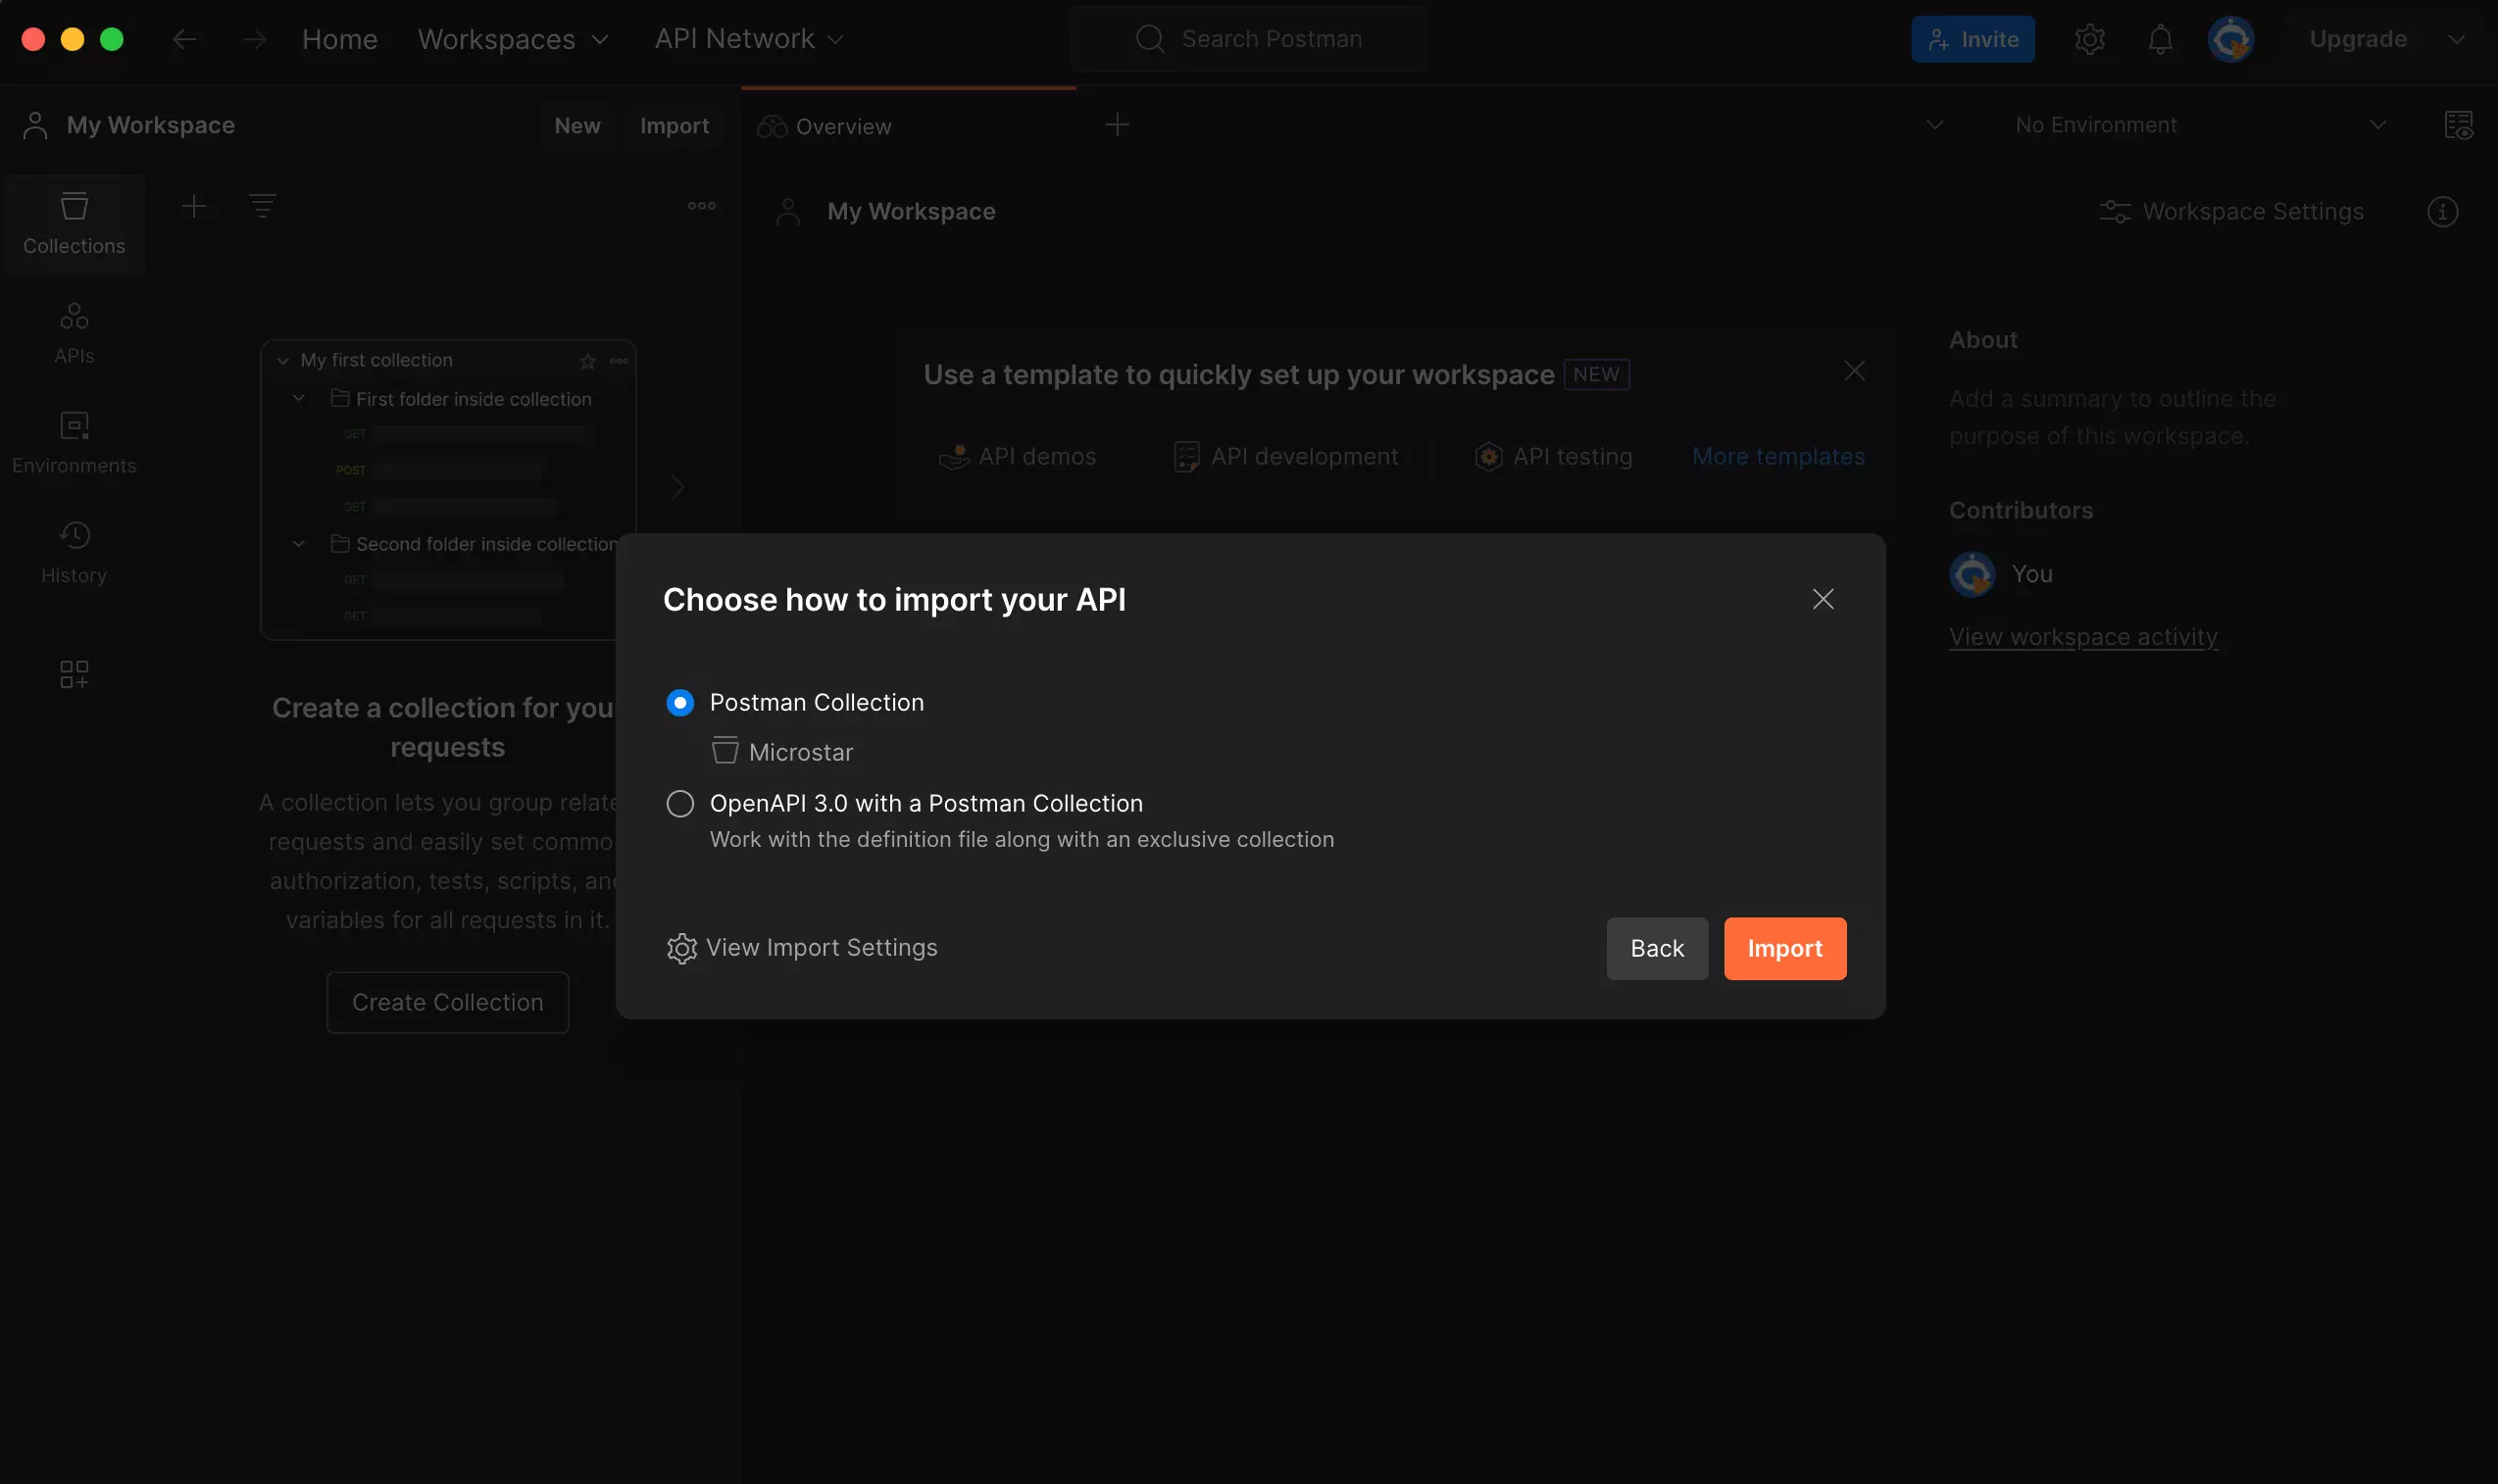 Home
Workspaces
API Network
Search Postman
Invite
Upgrade
My Workspace
New
Import
Overview
No Environment
Collections
APIs
Environments
History
My first collection
First folder inside collection
GET
POST
GET
Second folder inside collection
GET
GET
Create a collection for you
requests
A collection lets you group relate
requests and easily set commo
authorization, tests, scripts, and
variables for all requests in it.
Create Collection
My Workspace
Workspace Settings
Use a template to quickly set up your workspace NEW
API demos
API development
API testing
More templates
About
Add a summary to outline the
purpose of this workspace.
Contributors
You
View workspace activity
Choose how to import your API
Postman Collection
Microstar
OpenAPI 3.0 with a Postman Collection
Work with the definition file along with an exclusive collection
View Import Settings
Back
Import